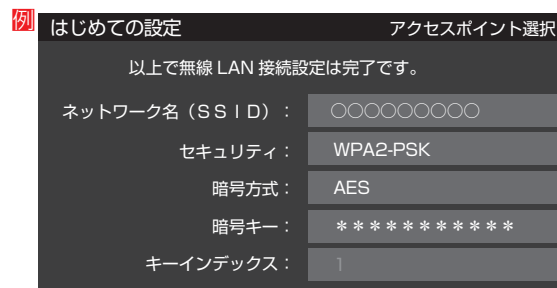 例
はじめての設定 アクセスポイント選択
以上で無線 LAN 接続設定は完了です。
ネットワーク名（ＳＳＩＤ）： ○○○○○○○○○
セキュリティ： WPA2-PSK
暗号方式： AES
暗号キー： ＊＊＊＊＊＊＊＊＊＊＊
キーインデックス： 1